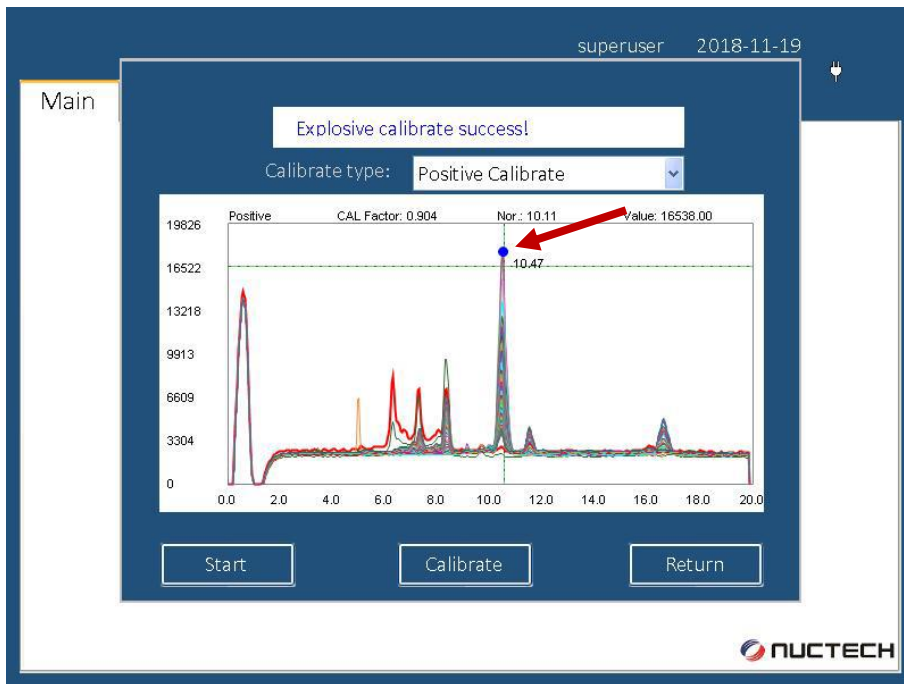 superuser 2018-11-19
Main
Explosive calibrate success!
Calibrate type: Positive Calibrate
Positive CAL Factor: 0.904 Nor.: 10.11 Value: 16538.00
19826
10.47
16522
13218
9913
6609
3304
0
0.0 2.0 4.0 6.0 8.0 10.0 12.0 14.0 16.0 18.0 20.0
Start Calibrate Return
NUCTECH